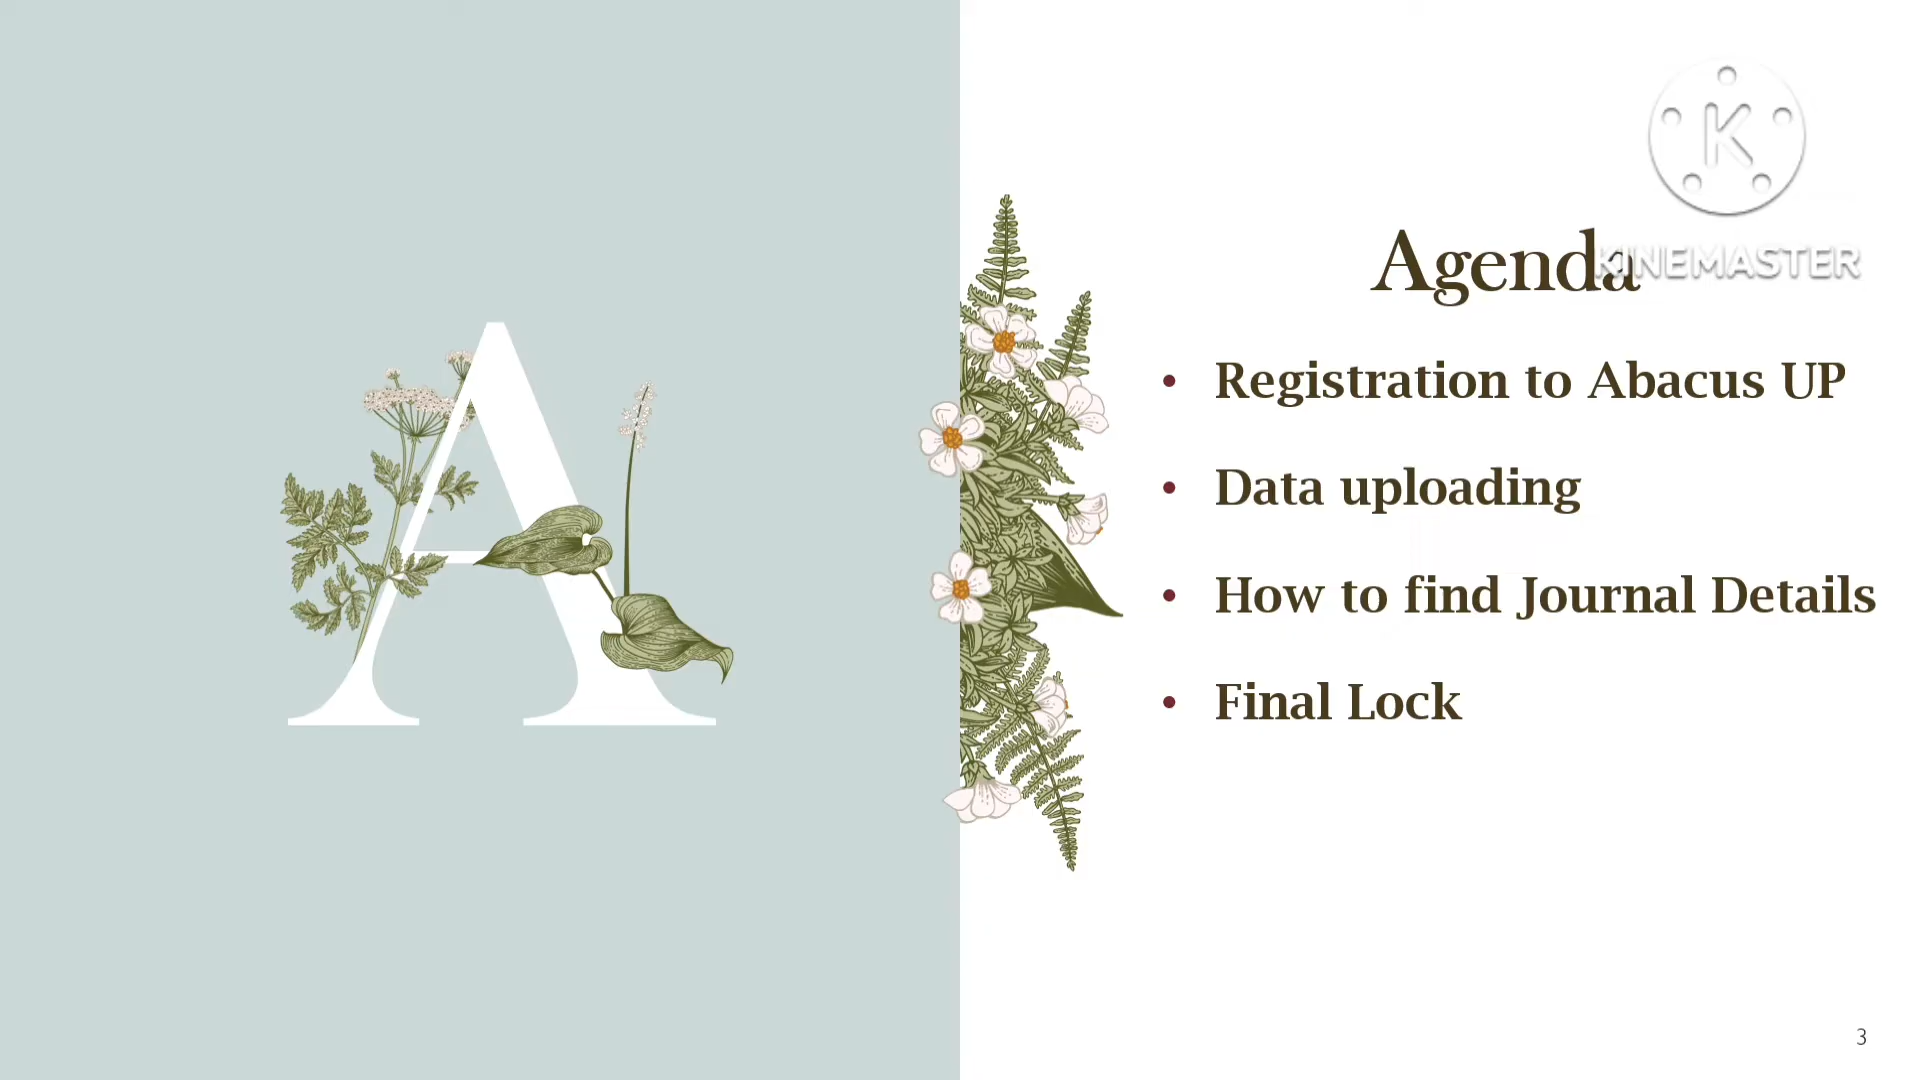 A
K
KINEMASTER
Agenda
• Registration to Abacus UP
• Data uploading
• How to find Journal Details
• Final Lock
3